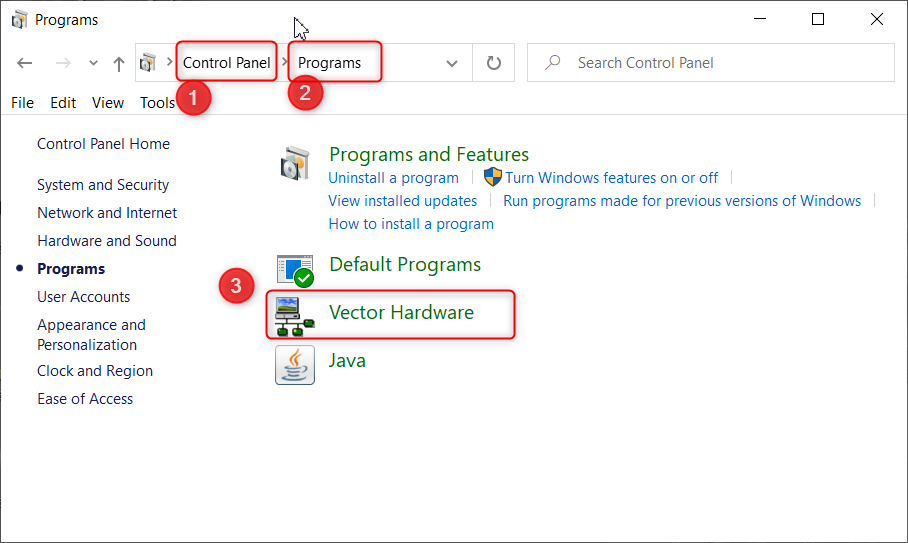 Programs
Control Panel
Programs
Search Control Panel
1
2
File Edit View Tools
Control Panel Home
System and Security
Network and Internet
Hardware and Sound
Programs
User Accounts
Appearance and
Personalization
Clock and Region
Ease of Access
Programs and Features
Uninstall a program
Turn Windows features on or off
View installed updates
Run programs made for previous versions of Windows
How to install a program
Default Programs
3
Vector Hardware
Java